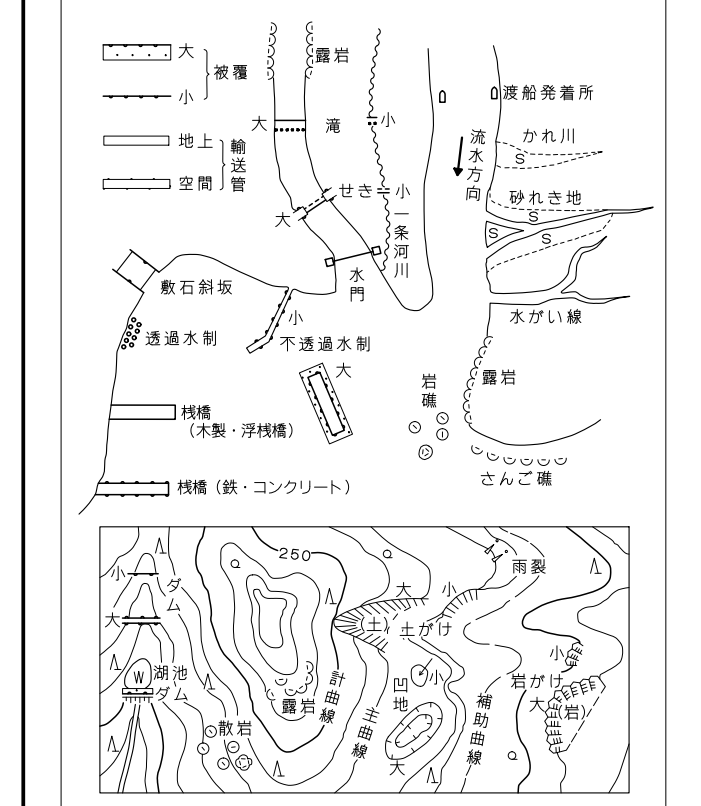 大
被覆
小
地上
輸送管
空間
露岩
大
滝
小
せき
小
大
一条河川
水門
渡船発着所
流水方向
かれ川
S
砂れき地
S
S
S
水がい線
敷石斜坂
透過水制
小
不透過水制
大
岩礁
露岩
さんご礁
桟橋
（木製・浮桟橋）
桟橋（鉄・コンクリート）
小
ダム
大
W
湖池
ダム
250
露岩
散岩
計曲線
主曲線
大
小
(土)
土がけ
雨裂
凹地
小
大
補助曲線
小
岩がけ
大
(岩)